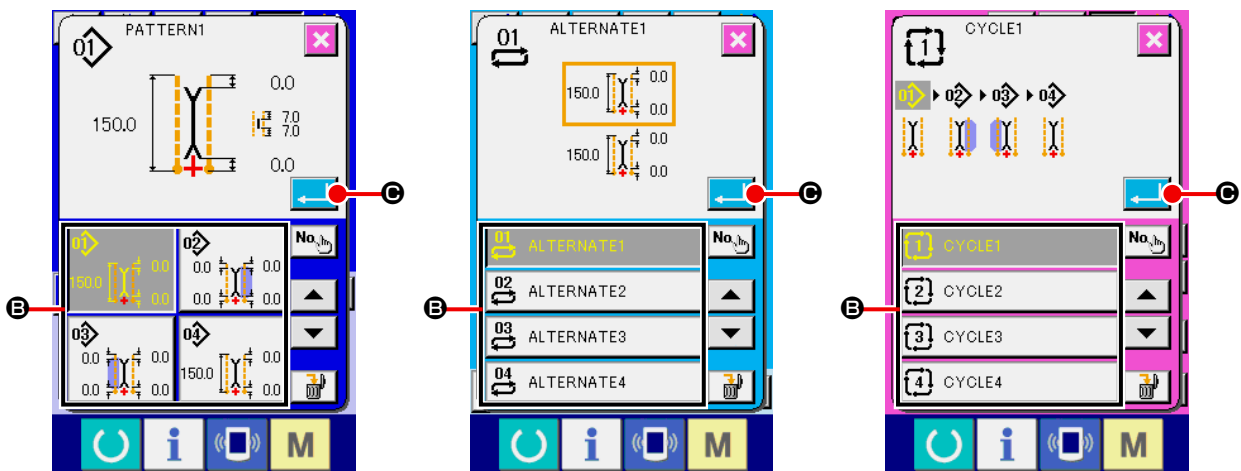 01 PATTERN1
0.0
150.0 7.0
7.0
0.0
C
No.
B
01 02
150.0 0.0 0.0 0.0 0.0
0.0 0.0
03 04
0.0 0.0 150.0 0.0
0.0 0.0 0.0
i M
01 ALTERNATE1
150.0 0.0
0.0
150.0 0.0
0.0
C
No.
B
01 ALTERNATE1
02 ALTERNATE2
03 ALTERNATE3
04 ALTERNATE4
i M
1 CYCLE1
01 02 03 04
C
No.
B
1 CYCLE1
2 CYCLE2
3 CYCLE3
4 CYCLE4
i M